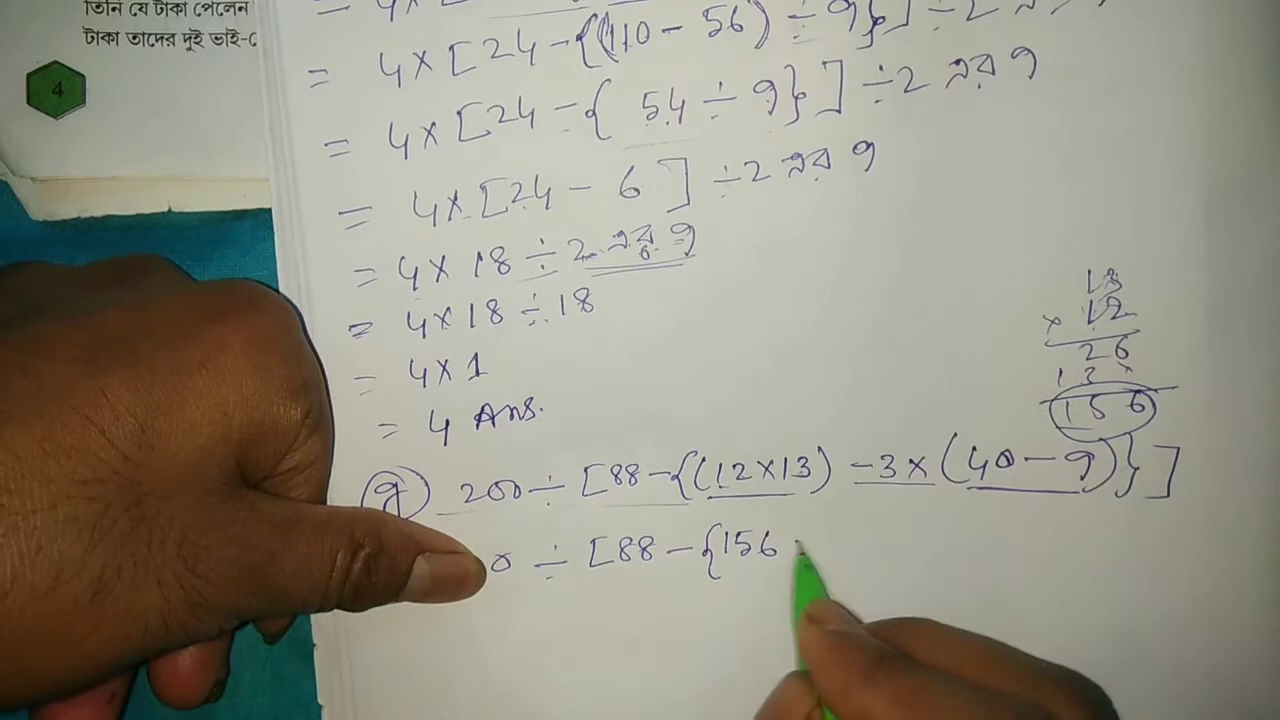 তিনি যে টাকা পেলেন
টাকা তাদের দুই ভাই-
4
= 4×[24-{(110-56)÷9}]÷2 এর 9
= 4×[24-{54÷9}]÷2 এর 9
= 4×[24-6]÷2 এর 9
= 4×18÷2 এর 9
= 4×18÷18
= 4×1
= 4 Ans.
13
×12
26
13×
156
200÷[88-{(12×13)-3×(40-9)}]
0÷[88-{156